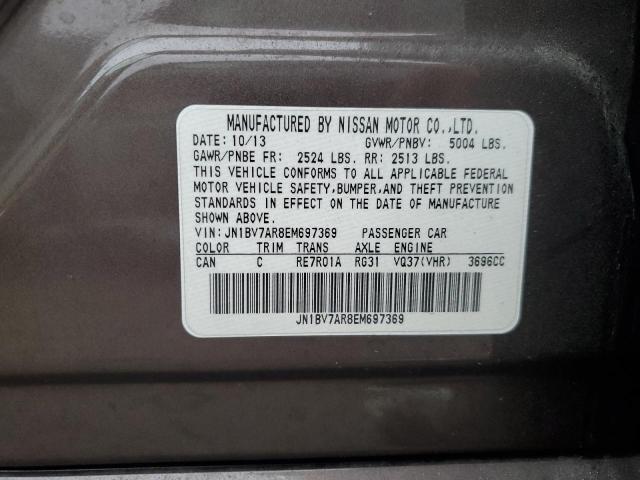 MANUFACTURED BY NISSAN MOTOR CO.,LTD.
DATE: 10/13 GVWR/PNBV: 5004 LBS.
GAWR/PNBE FR: 2524 LBS. RR: 2513 LBS.
THIS VEHICLE CONFORMS TO ALL APPLICABLE FEDERAL
MOTOR VEHICLE SAFETY, BUMPER, AND THEFT PREVENTION
STANDARDS IN EFFECT ON THE DATE OF MANUFACTURE
SHOWN ABOVE.
VIN: JN1BV7AR8EM697369 PASSENGER CAR
COLOR TRIM TRANS AXLE ENGINE
CAN C RE7R01A RG31 VQ37(VHR) 3696CC
JN1BV7AR8EM697369